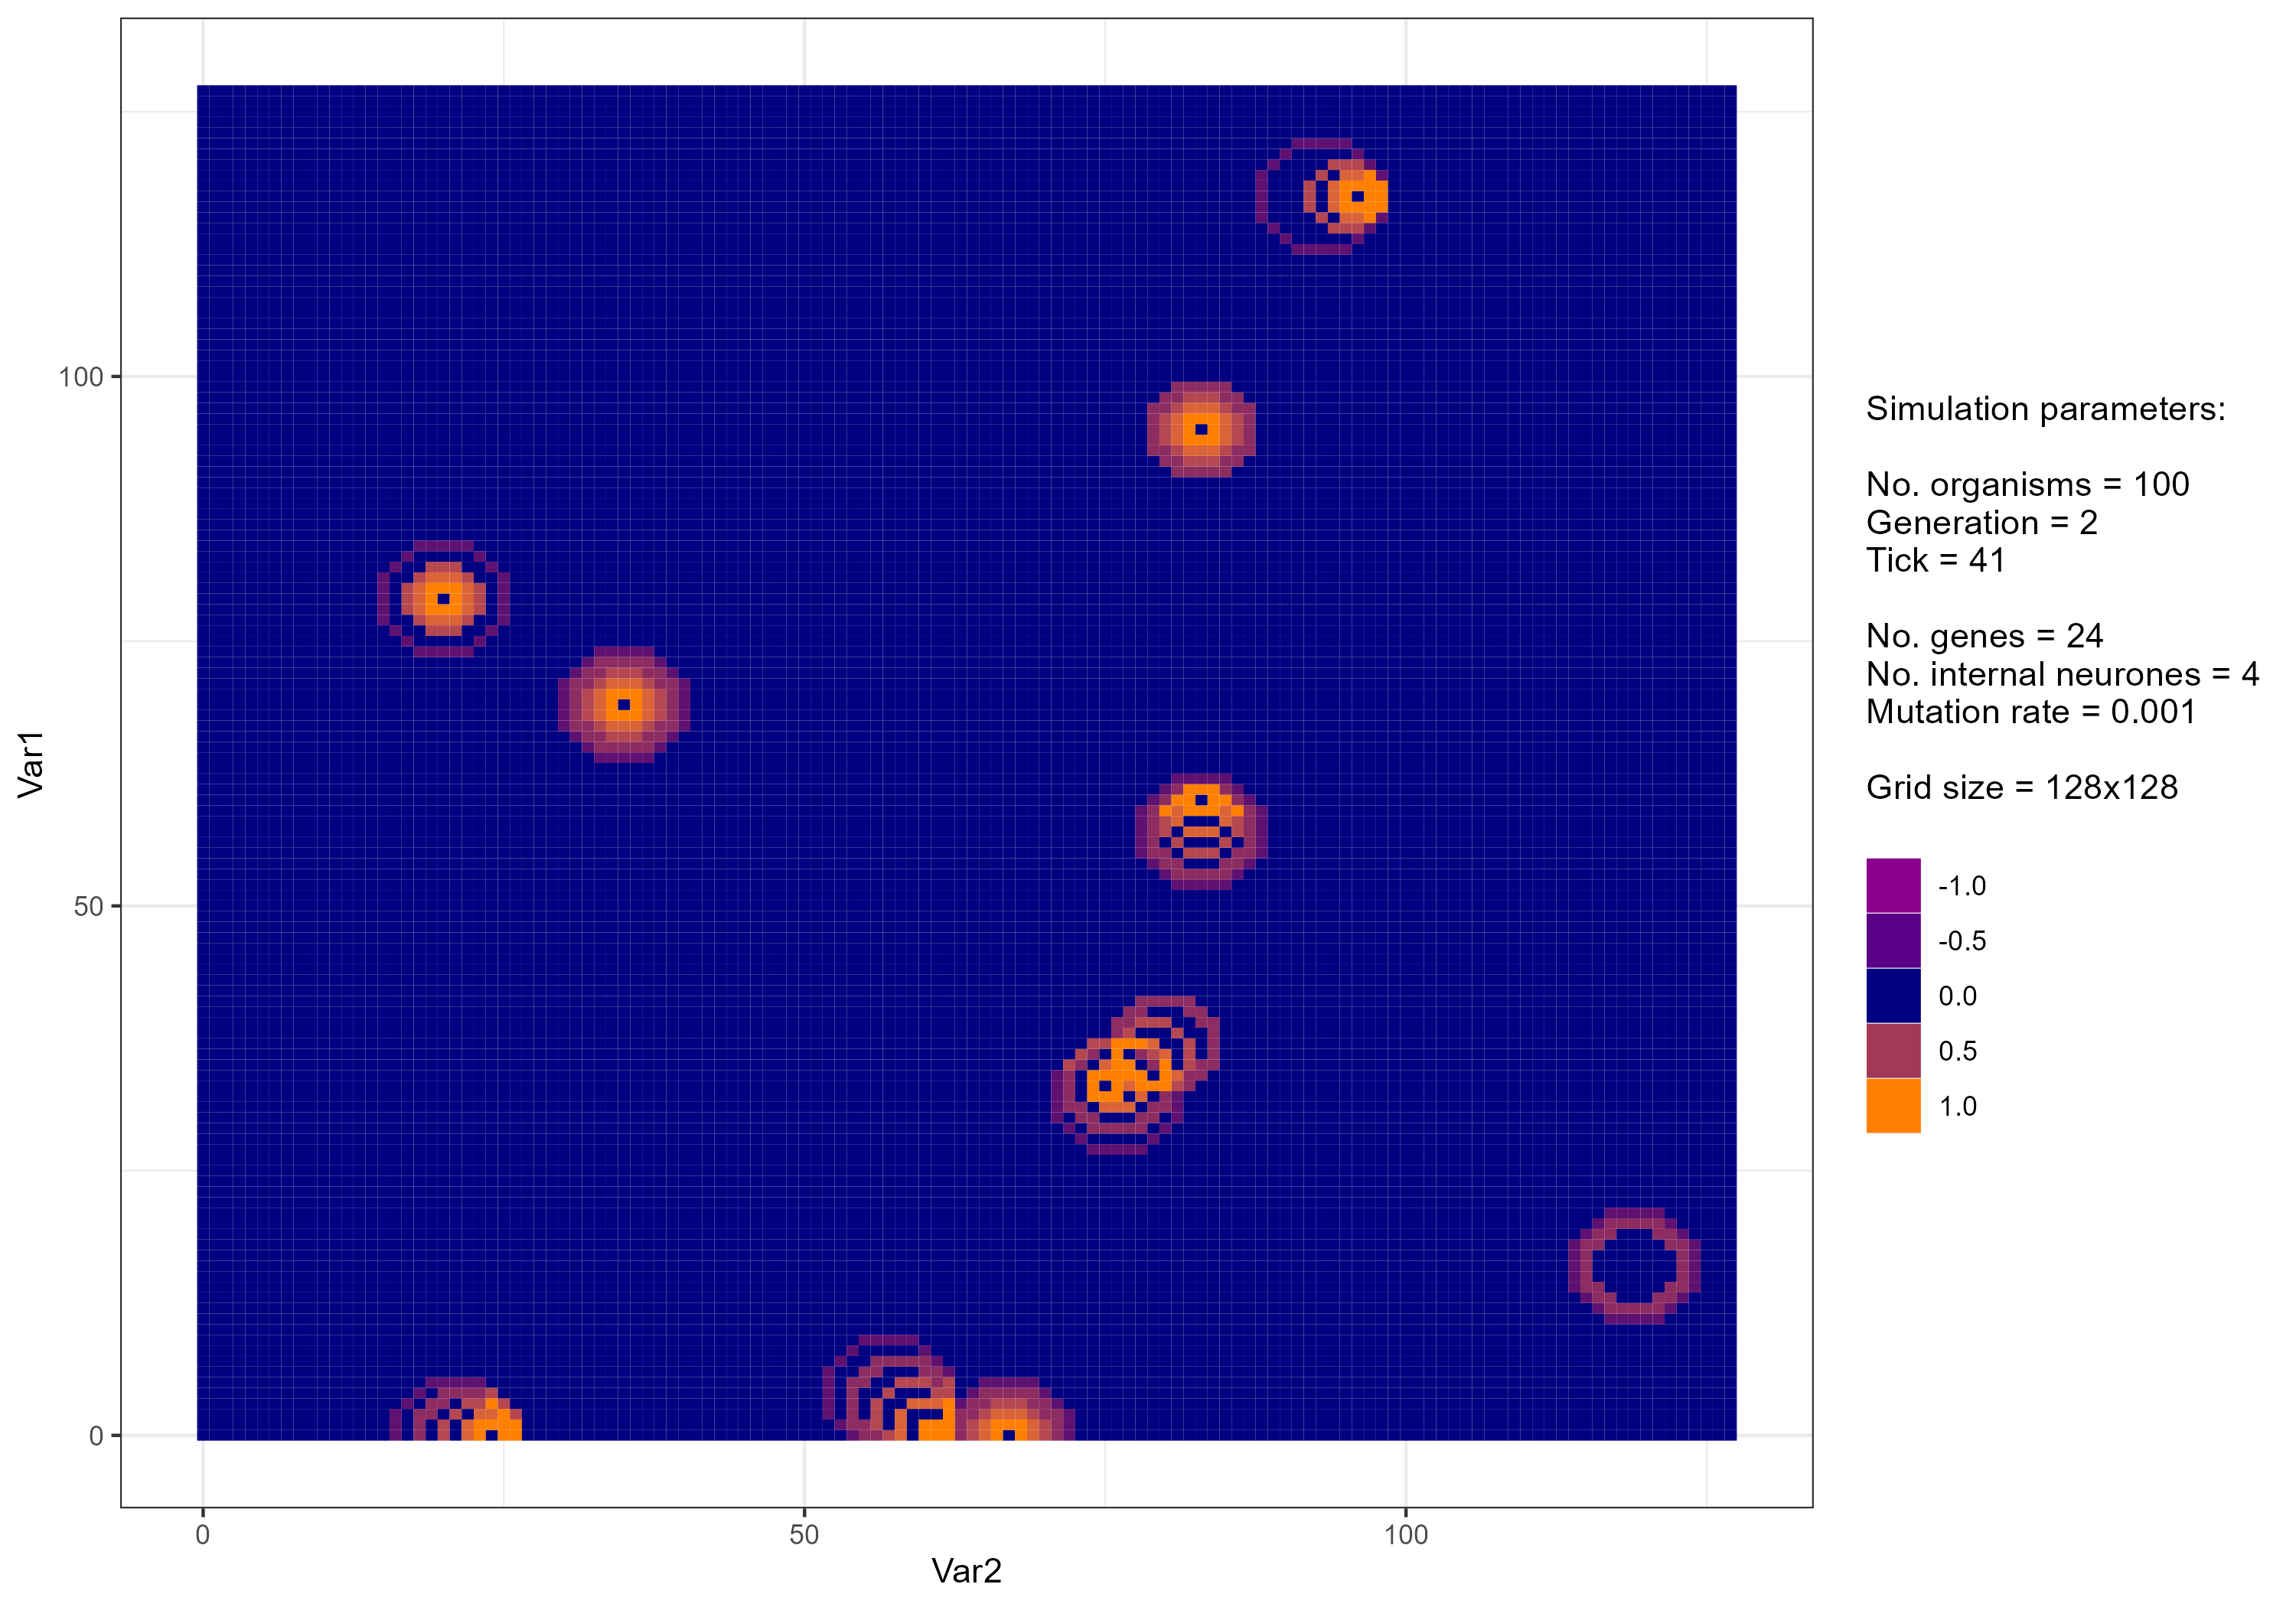 100
50
0
Var1
0
50
100
Var2
Simulation parameters:
No. organisms = 100
Generation = 2
Tick = 41
No. genes = 24
No. internal neurones = 4
Mutation rate = 0.001
Grid size = 128x128
-1.0
-0.5
0.0
0.5
1.0